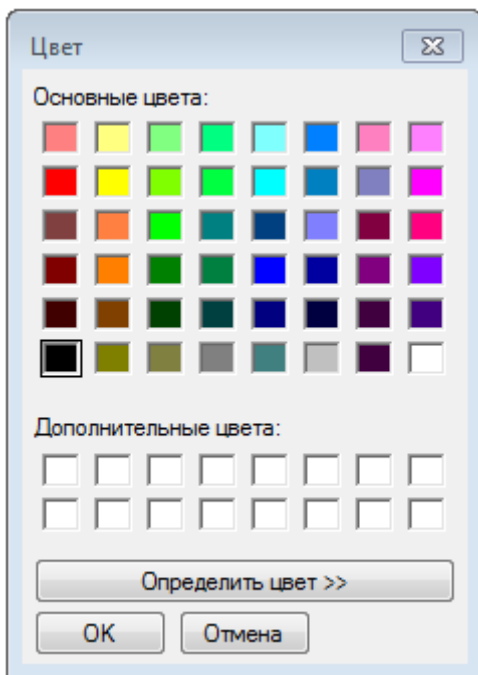 Цвет
Основные цвета:
Дополнительные цвета:
Определить цвет >>
OK
Отмена